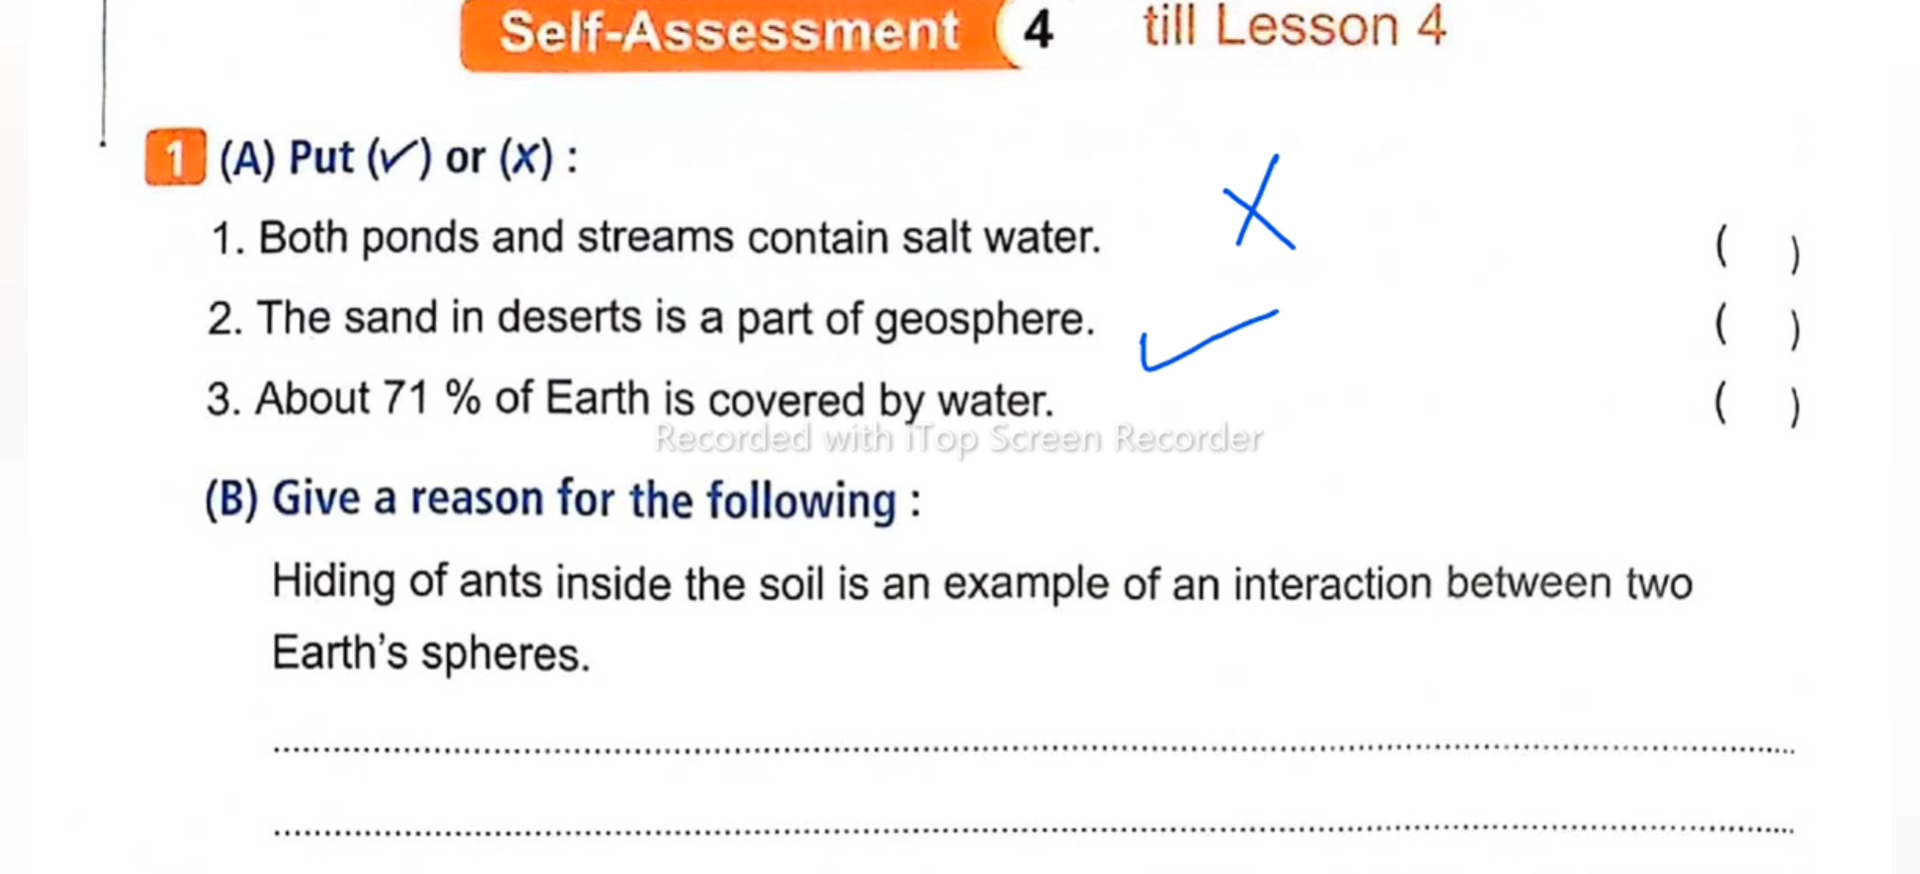 Self-Assessment 4 till Lesson 4
1 (A) Put (✓) or (x) :
1. Both ponds and streams contain salt water. X ( )
2. The sand in deserts is a part of geosphere. ✓ ( )
3. About 71 % of Earth is covered by water. ( )
Recorded with iTop Screen Recorder
(B) Give a reason for the following :
Hiding of ants inside the soil is an example of an interaction between two
Earth's spheres.